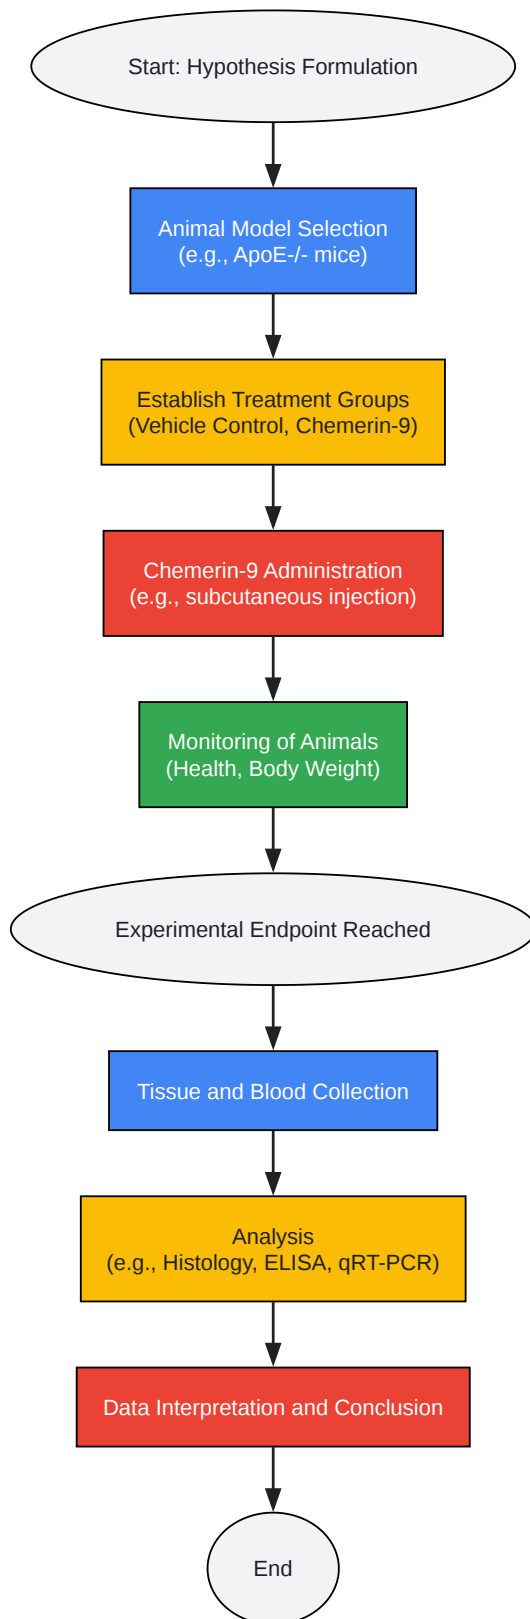 Start: Hypothesis Formulation
Animal Model Selection
(e.g., ApoE-/- mice)
Establish Treatment Groups
(Vehicle Control, Chemerin-9)
Chemerin-9 Administration
(e.g., subcutaneous injection)
Monitoring of Animals
(Health, Body Weight)
Experimental Endpoint Reached
Tissue and Blood Collection
Analysis
(e.g., Histology, ELISA, qRT-PCR)
Data Interpretation and Conclusion
End